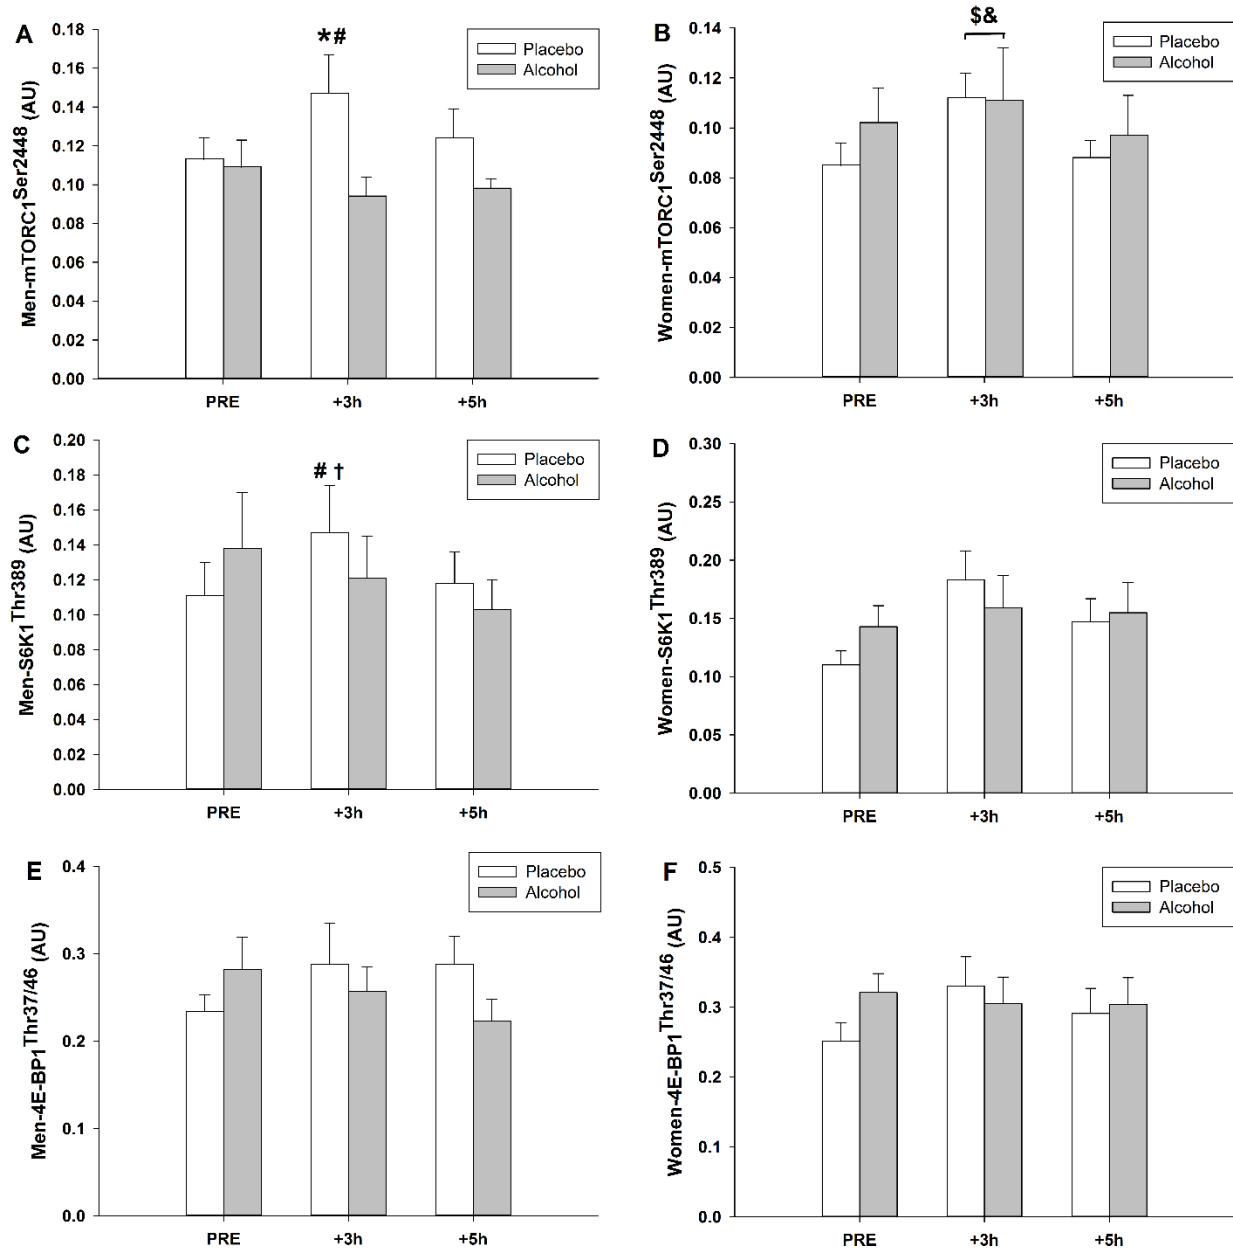 A
Men-mTORC1Ser2448 (AU)
0.18
0.16
0.14
0.12
0.10
0.08
0.06
0.04
0.02
0.00
*#
Placebo
Alcohol
PRE +3h +5h
B
Women-mTORC1Ser2448 (AU)
0.14
0.12
0.10
0.08
0.06
0.04
0.02
0.00
$&
Placebo
Alcohol
PRE +3h +5h
C
Men-S6K1Thr389 (AU)
0.20
0.18
0.16
0.14
0.12
0.10
0.08
0.06
0.04
0.02
0.00
# †
Placebo
Alcohol
PRE +3h +5h
D
Women-S6K1Thr389 (AU)
0.30
0.25
0.20
0.15
0.10
0.05
0.00
Placebo
Alcohol
PRE +3h +5h
E
Men-4E-BP1Thr37/46 (AU)
0.4
0.3
0.2
0.1
0.0
Placebo
Alcohol
PRE +3h +5h
F
Women-4E-BP1Thr37/46 (AU)
0.5
0.4
0.3
0.2
0.1
0.0
Placebo
Alcohol
PRE +3h +5h